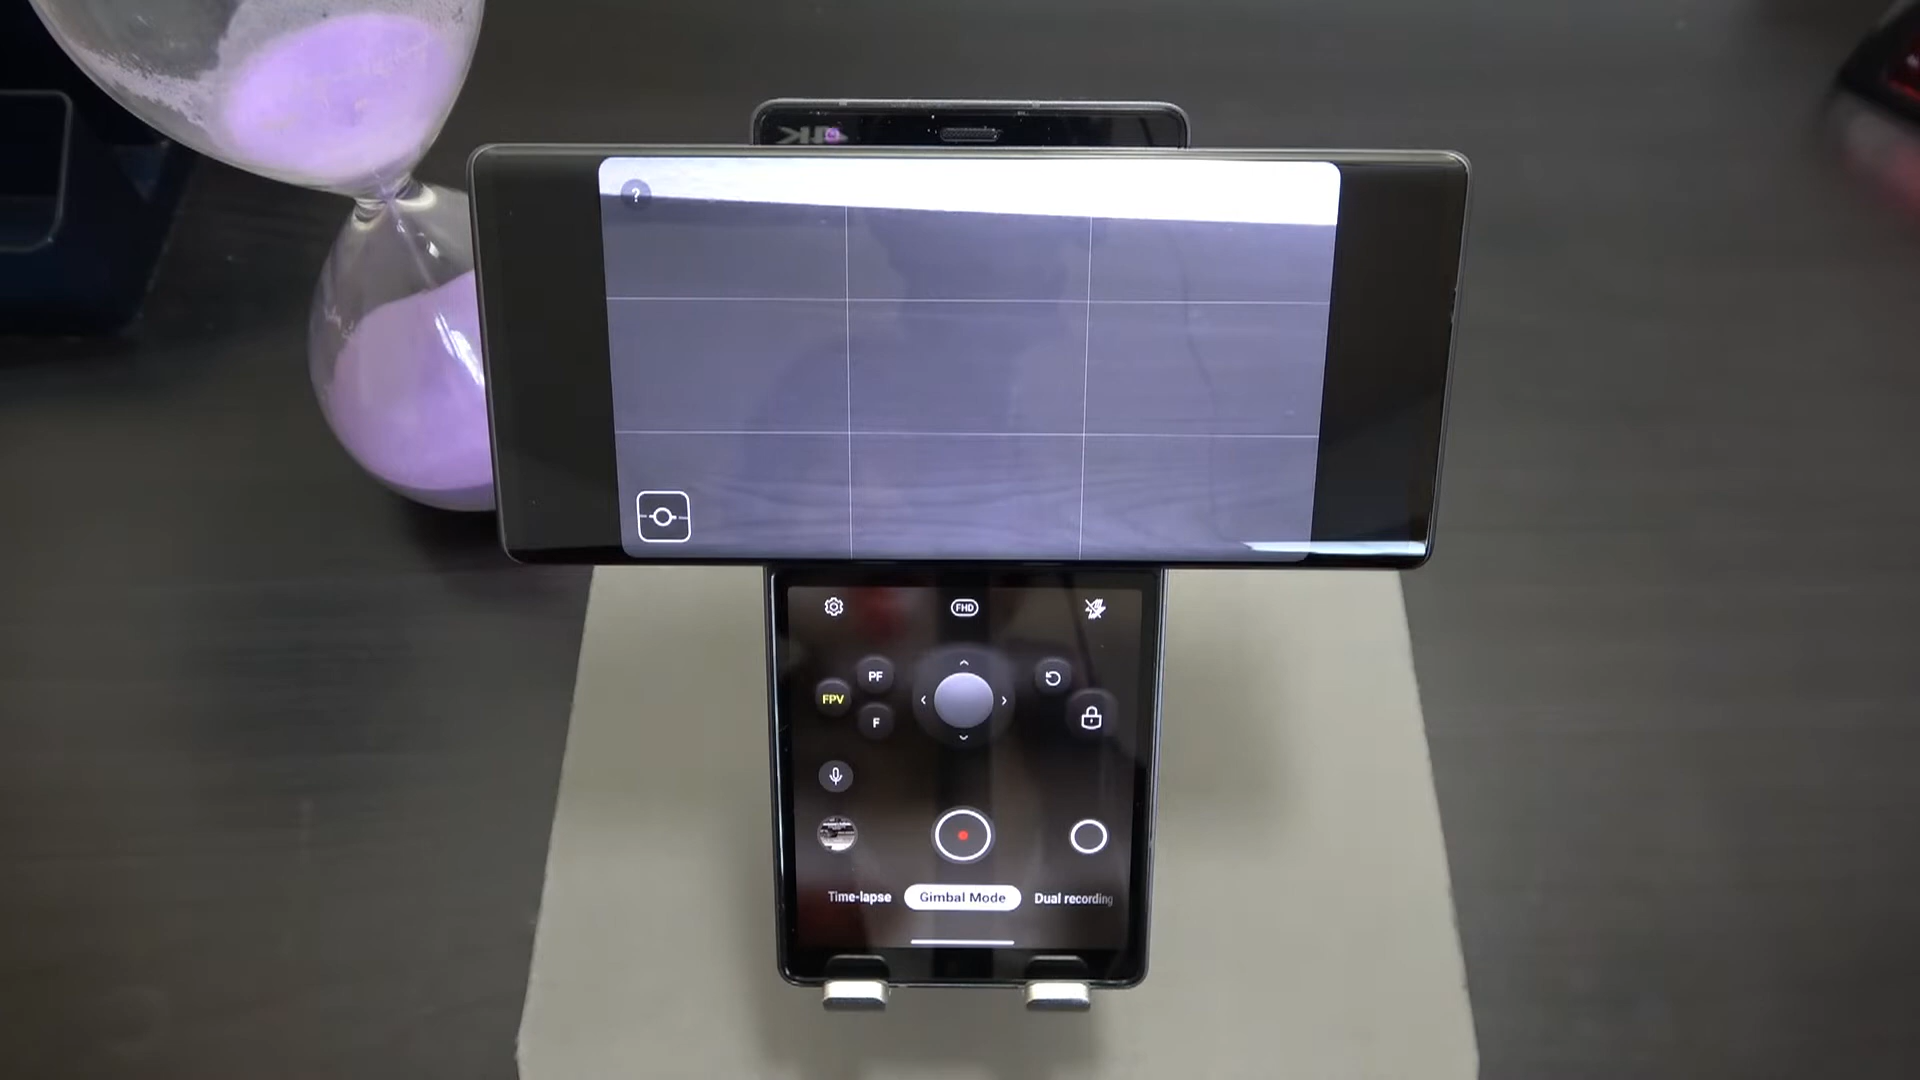 ?
FHD
PF
FPV
F
Time-lapse
Gimbal Mode
Dual recording